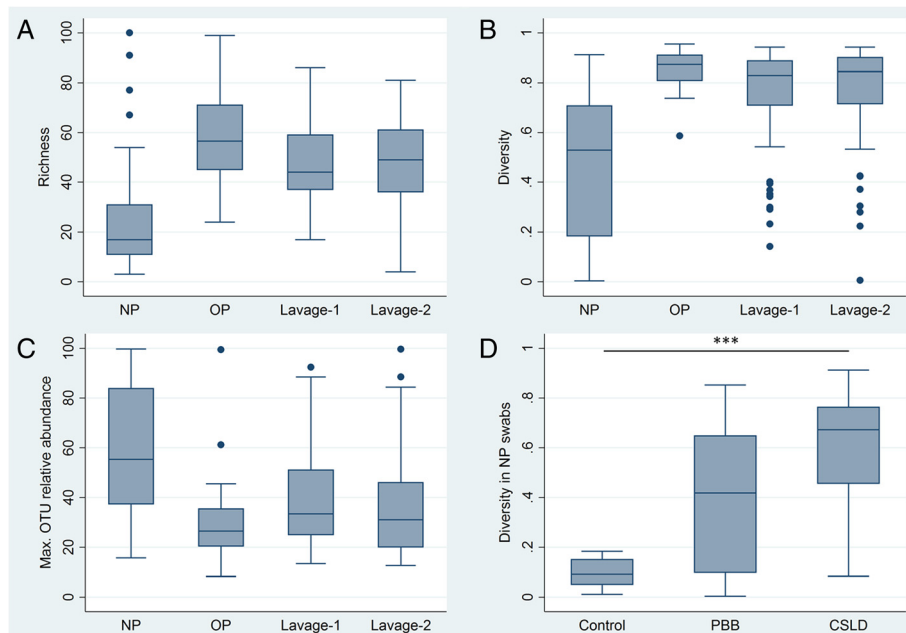 A
Richness
100
80
60
40
20
0
NP OP Lavage-1 Lavage-2
B
Diversity
1
.8
.6
.4
.2
0
NP OP Lavage-1 Lavage-2
C
Max. OTU relative abundance
100
80
60
40
20
0
NP OP Lavage-1 Lavage-2
D
Diversity in NP swabs
1
.8
.6
.4
.2
0
***
Control PBB CSLD